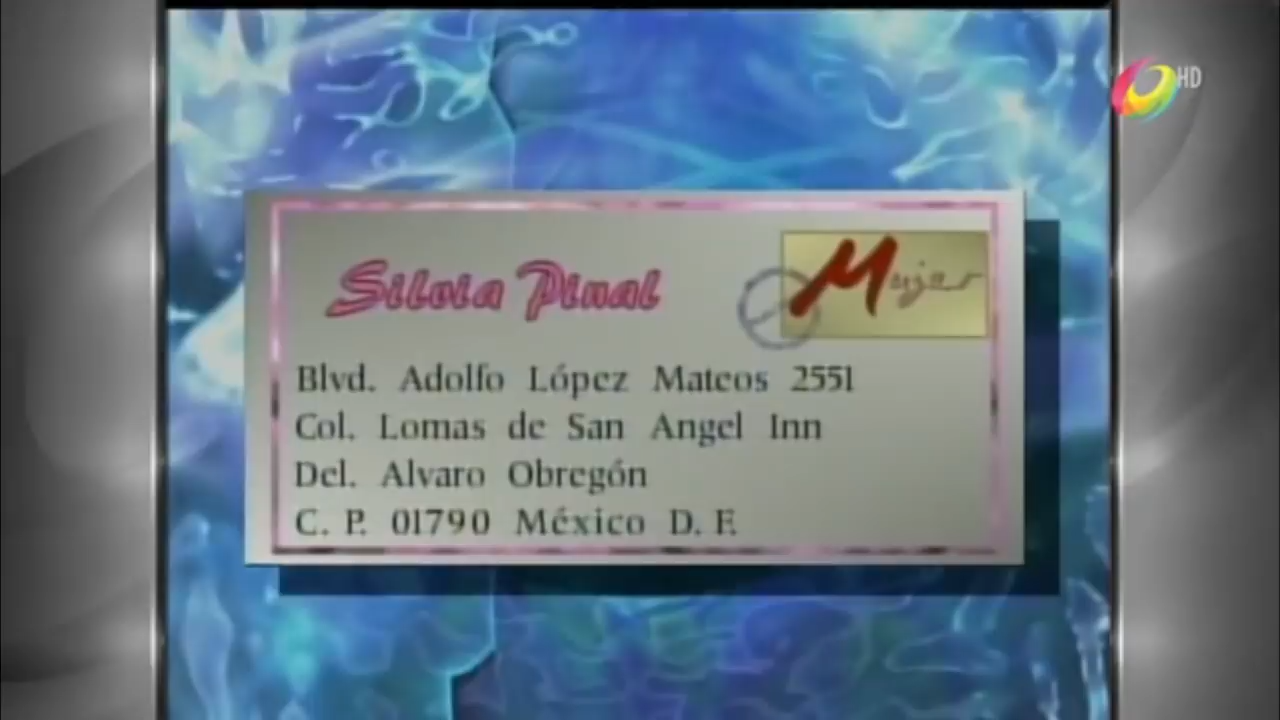 HD
Silvia Pinal
Mujer
Blvd. Adolfo López Mateos 2551
Col. Lomas de San Angel Inn
Del. Alvaro Obregón
C. P. 01790 México D. F.